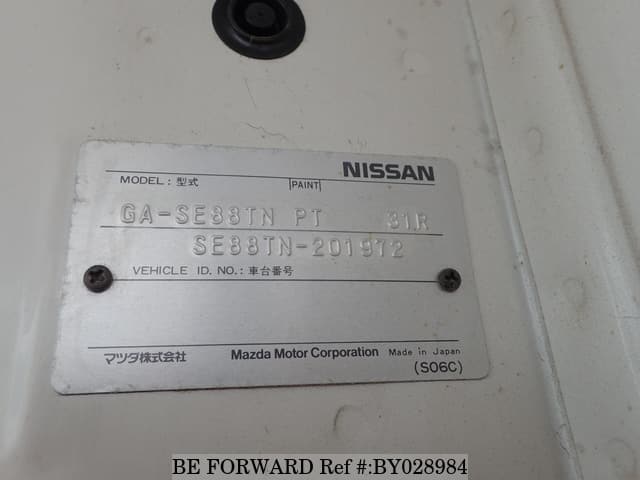 NISSAN
MODEL: 型式 PAINT
GA-SE88TN PT 31R
SE88TN-201972
VEHICLE ID. NO.: 車台番号
マツダ株式会社 Mazda Motor Corporation Made in Japan
(S06C)
BE FORWARD Ref #:BY028984